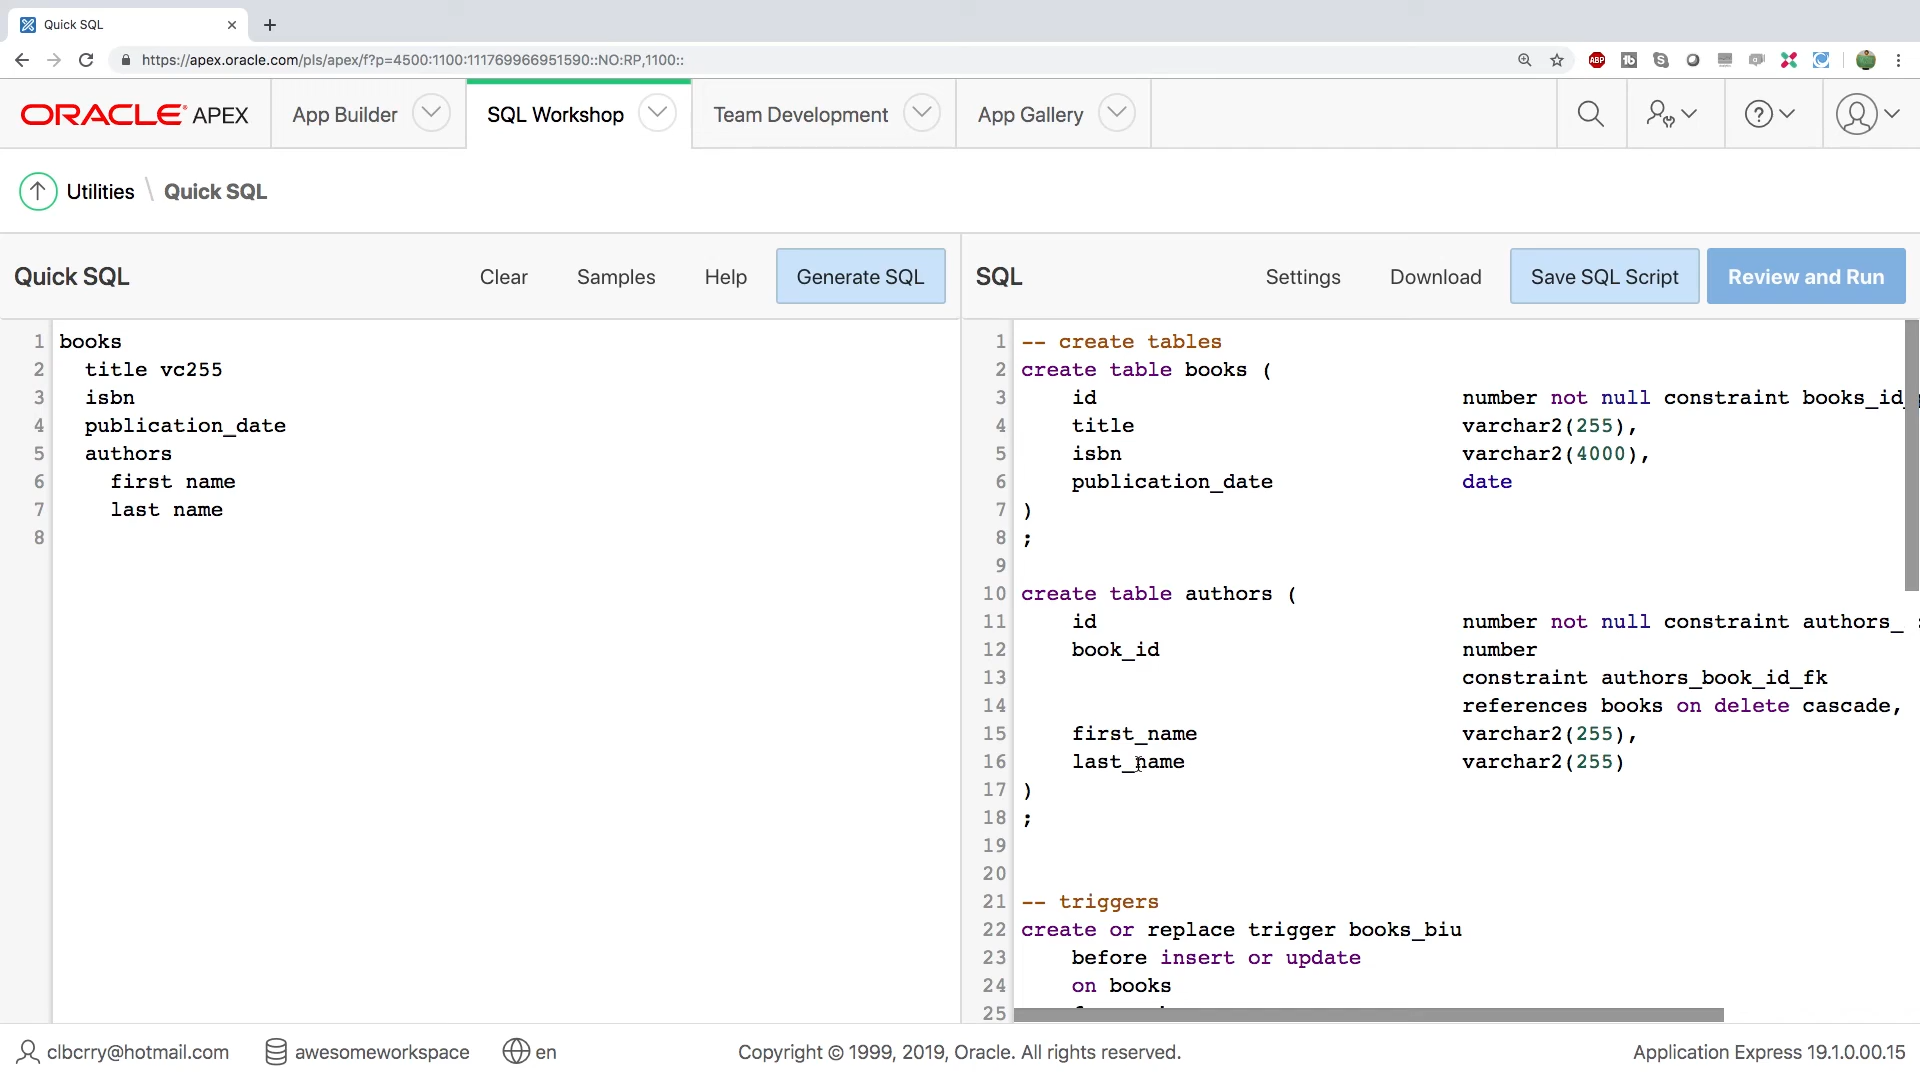 Quick SQL
https://apex.oracle.com/pls/apex/f?p=4500:1100:111769966951590::NO:RP,1100::
ABP
ORACLE APEX
App Builder
SQL Workshop
Team Development
App Gallery
Utilities \ Quick SQL
Quick SQL
Clear
Samples
Help
Generate SQL
SQL
Settings
Download
Save SQL Script
Review and Run
1 books
2 title vc255
3 isbn
4 publication_date
5 authors
6 first name
7 last name
8
1 -- create tables
2 create table books (
3 id number not null constraint books_id_
4 title varchar2(255),
5 isbn varchar2(4000),
6 publication_date date
7 )
8 ;
9
10 create table authors (
11 id number not null constraint authors_
12 book_id number
13 constraint authors_book_id_fk
14 references books on delete cascade,
15 first_name varchar2(255),
16 last_name varchar2(255)
17 )
18 ;
19
20
21 -- triggers
22 create or replace trigger books_biu
23 before insert or update
24 on books
25
clbcrry@hotmail.com
awesomeworkspace
en
Copyright © 1999, 2019, Oracle. All rights reserved.
Application Express 19.1.0.00.15